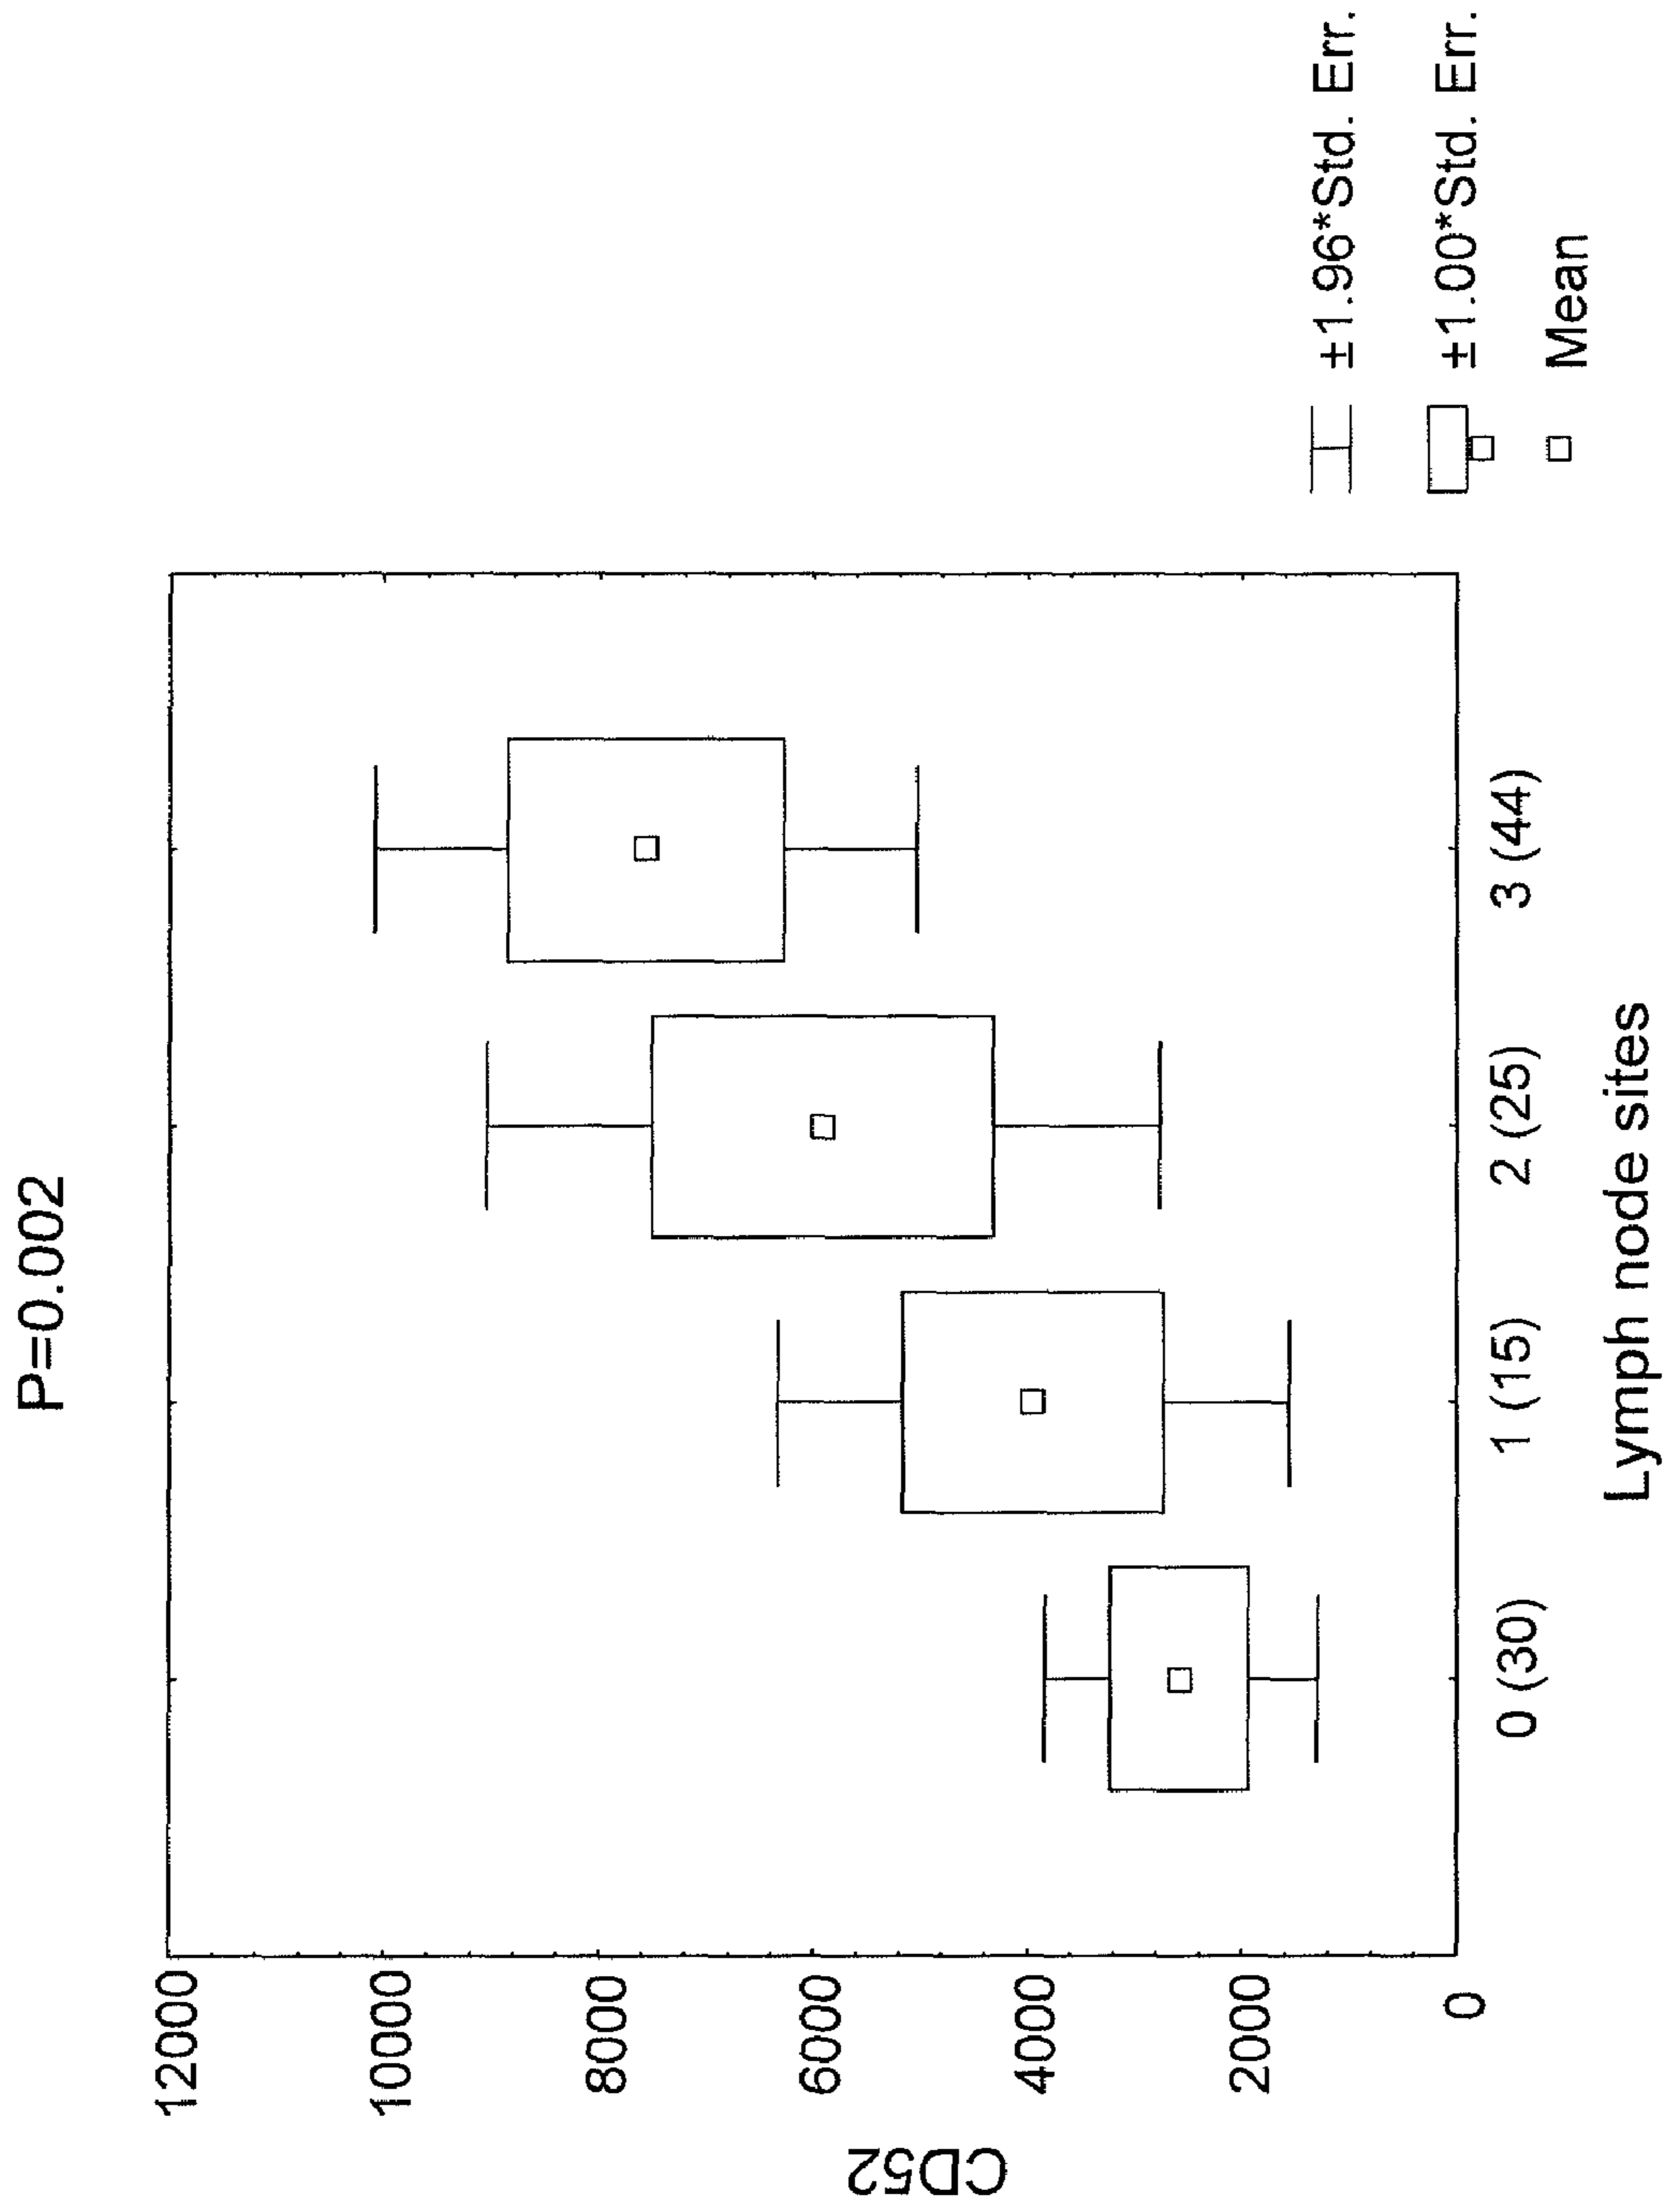 P=0.002
12000
10000
8000
6000
4000
2000
0
CD52
0 (30)
1 (15)
2 (25)
3 (44)
Lymph node sites
±1.96*Std. Err.
±1.00*Std. Err.
Mean